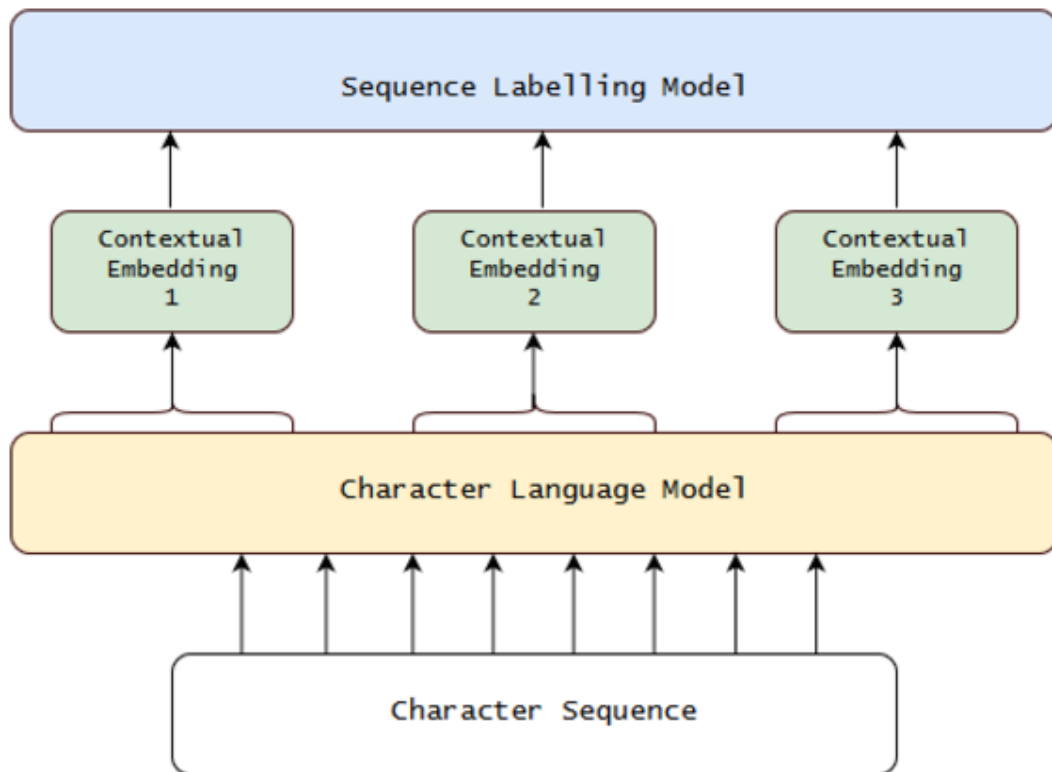 Sequence Labelling Model
Contextual
Embedding
1
Contextual
Embedding
2
Contextual
Embedding
3
Character Language Model
Character Sequence